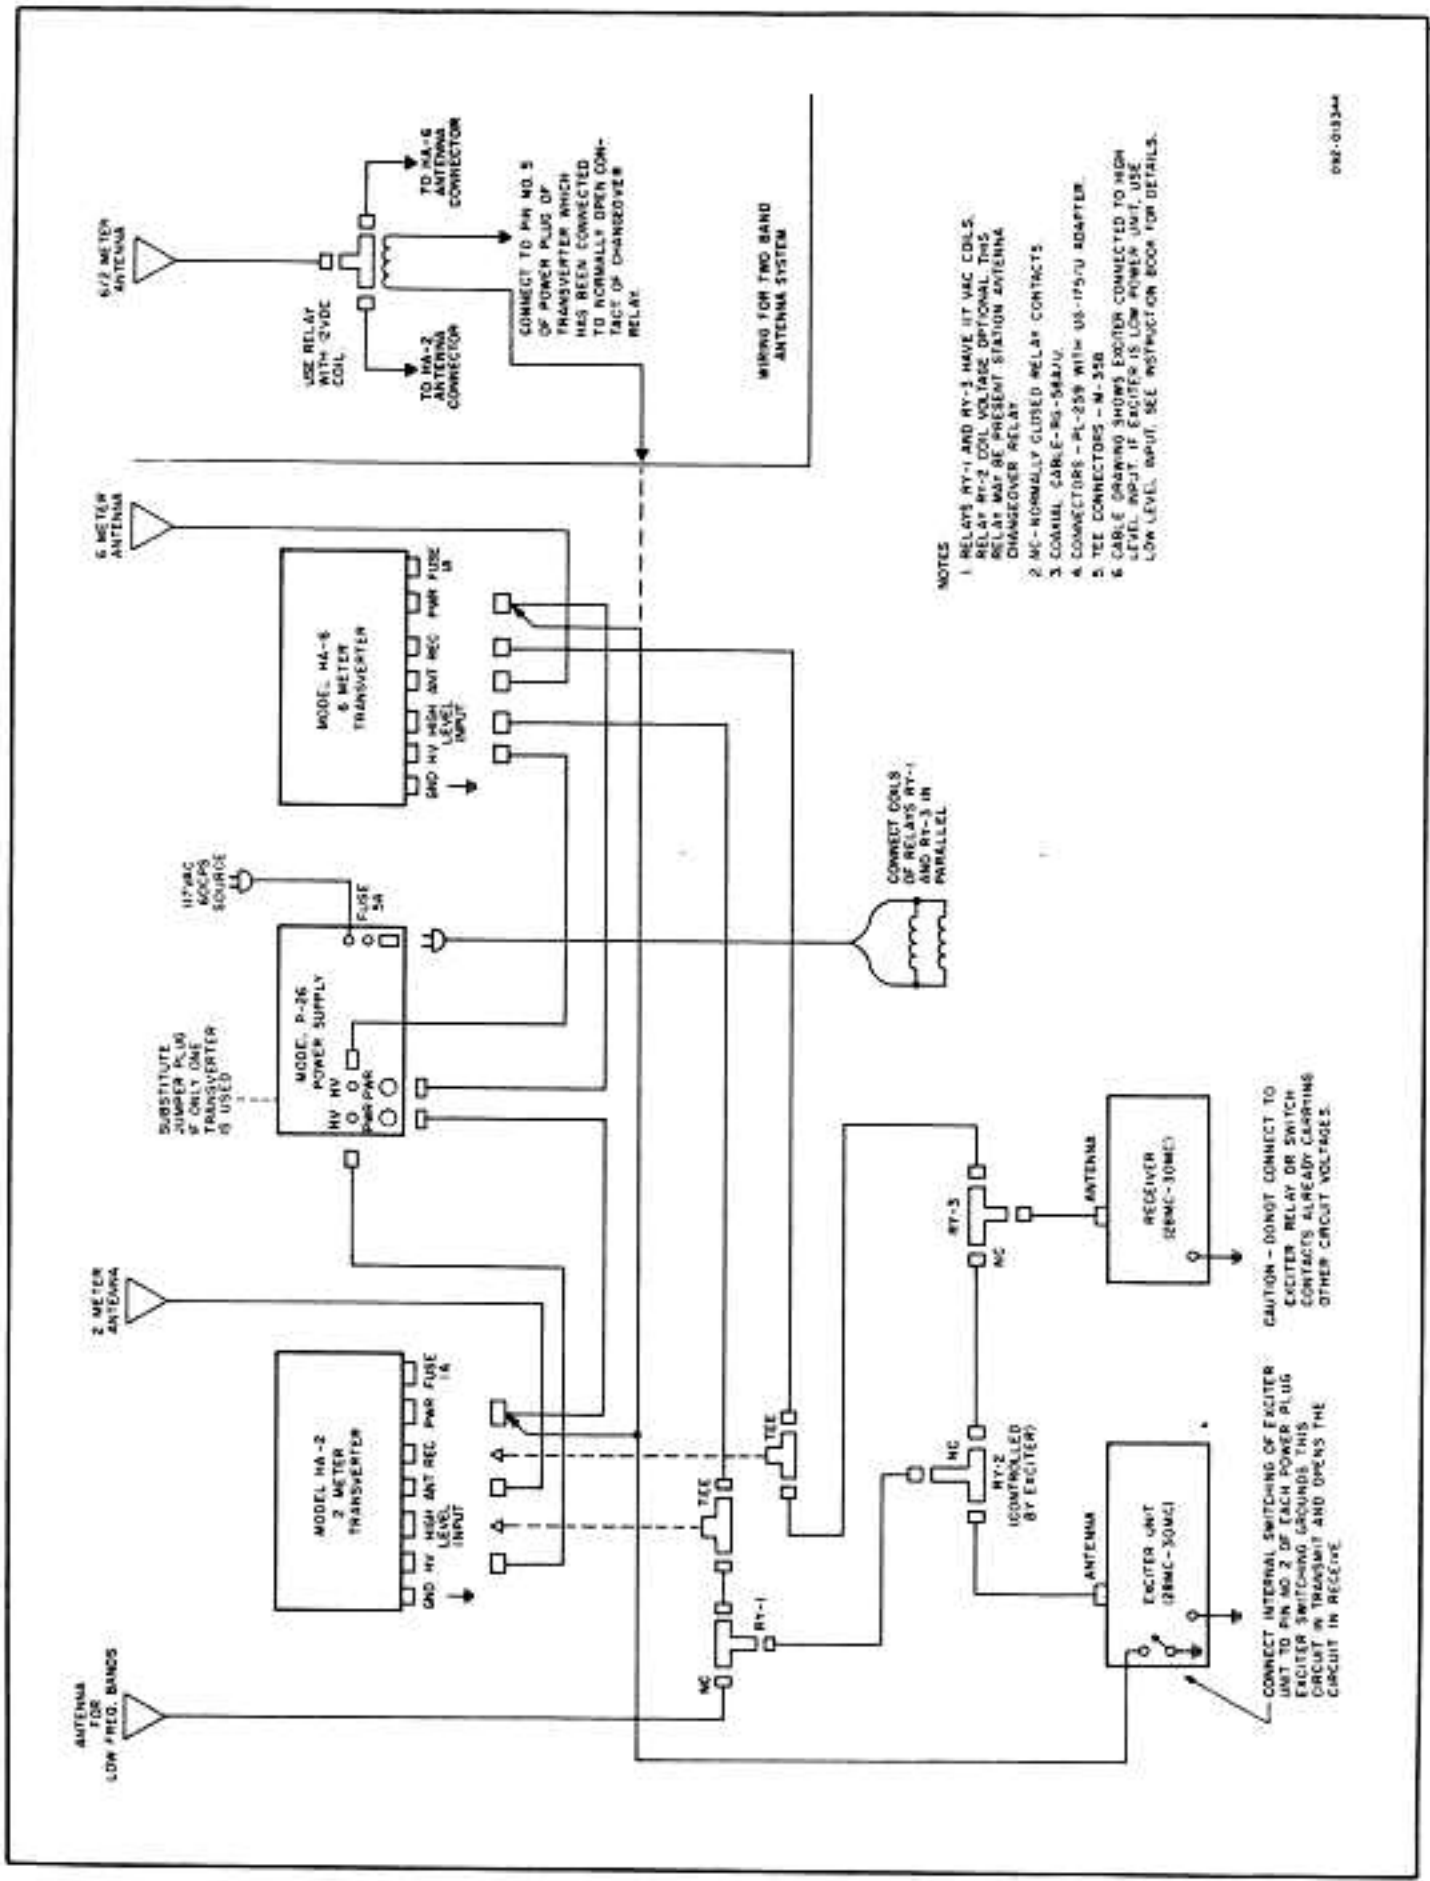 ANTENNA
FOR
LOW FREQ. BANDS
2 METER
ANTENNA
SUBSTITUTE
JUMPER PLUG
IF ONLY ONE
TRANSVERTER
IS USED
117VAC
60CPS
SOURCE
6 METER
ANTENNA
6/2 METER
ANTENNA
MODEL HA-2
2 METER
TRANSVERTER
GND HV HIGH ANT REC PWR FUSE
LEVEL 1A
INPUT
MODEL P-26
POWER SUPPLY
HV HV
PWR PWR
FUSE
5A
MODEL HA-6
6 METER
TRANSVERTER
GND HV HIGH ANT REC PWR FUSE
LEVEL 1A
INPUT
USE RELAY
WITH 12VDC
COIL
TO HA-2
ANTENNA
CONNECTOR
TO HA-6
ANTENNA
CONNECTOR
CONNECT TO PIN NO. 5
OF POWER PLUG OF
TRANSVERTER WHICH
HAS BEEN CONNECTED
TO NORMALLY OPEN CON-
TACT OF CHANGEOVER
RELAY.
WIRING FOR TWO BAND
ANTENNA SYSTEM
NC
RY-1
TEE
TEE
NC
RY-2
(CONTROLLED
BY EXCITER)
RY-3
NC
CONNECT COILS
OF RELAYS RY-1
AND RY-3 IN
PARALLEL
ANTENNA
EXCITER UNIT
(28MC-30MC)
ANTENNA
RECEIVER
(28MC-30MC)
CONNECT INTERNAL SWITCHING OF EXCITER
UNIT TO PIN NO. 2 OF EACH POWER PLUG
EXCITER SWITCHING GROUNDS THIS
CIRCUIT IN TRANSMIT AND OPENS THE
CIRCUIT IN RECEIVE
CAUTION - DO NOT CONNECT TO
EXCITER RELAY OR SWITCH
CONTACTS ALREADY CARRYING
OTHER CIRCUIT VOLTAGES.
NOTES
1. RELAYS RY-1 AND RY-3 HAVE 117 VAC COILS.
RELAY RY-2 COIL VOLTAGE OPTIONAL. THIS
RELAY MAY BE PRESENT STATION ANTENNA
CHANGEOVER RELAY
2. NC- NORMALLY CLOSED RELAY CONTACTS
3. COAXIAL CABLE-RG-58A/U.
4. CONNECTORS - PL-259 WITH UG-175/U ADAPTER.
5. TEE CONNECTORS - M-358
6. CABLE DRAWING SHOWS EXCITER CONNECTED TO HIGH
LEVEL INPUT. IF EXCITER IS LOW POWER UNIT, USE
LOW LEVEL INPUT. SEE INSTRUCTION BOOK FOR DETAILS.